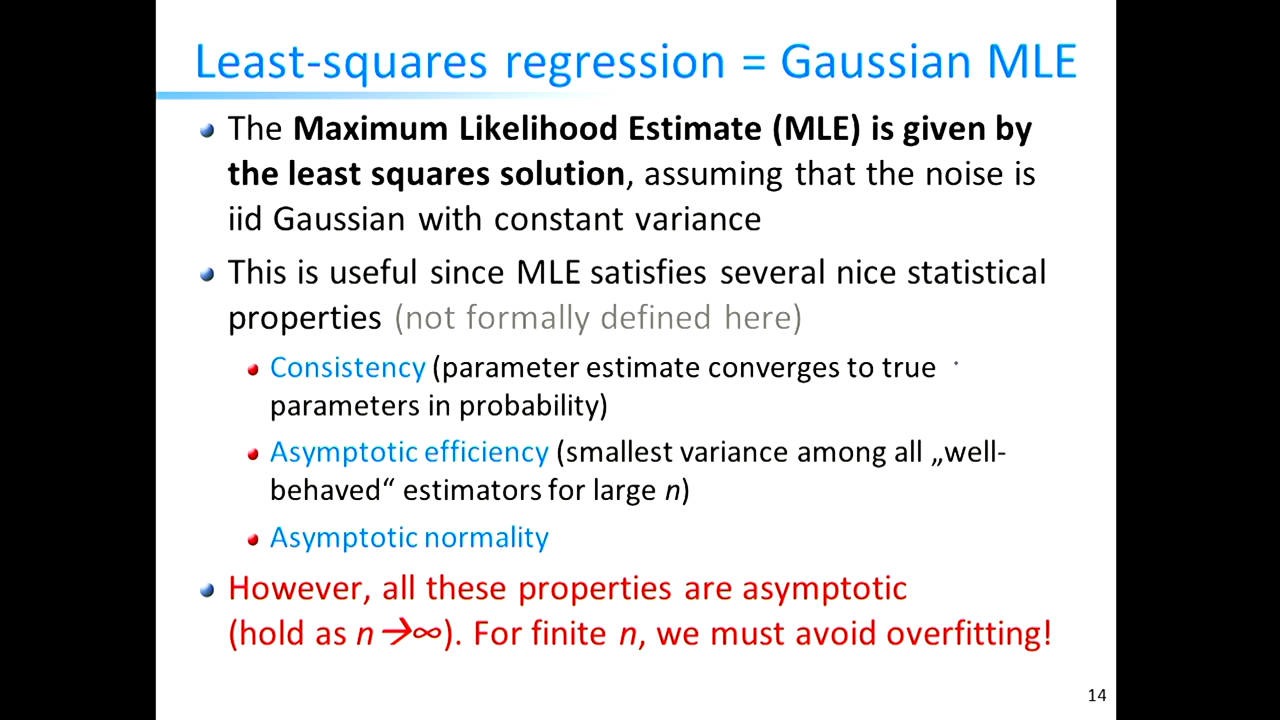 Least-squares regression = Gaussian MLE
The Maximum Likelihood Estimate (MLE) is given by
the least squares solution, assuming that the noise is
iid Gaussian with constant variance
This is useful since MLE satisfies several nice statistical
properties (not formally defined here)
Consistency (parameter estimate converges to true
parameters in probability)
Asymptotic efficiency (smallest variance among all „well-
behaved“ estimators for large n)
Asymptotic normality
However, all these properties are asymptotic
(hold as n→∞). For finite n, we must avoid overfitting!
14